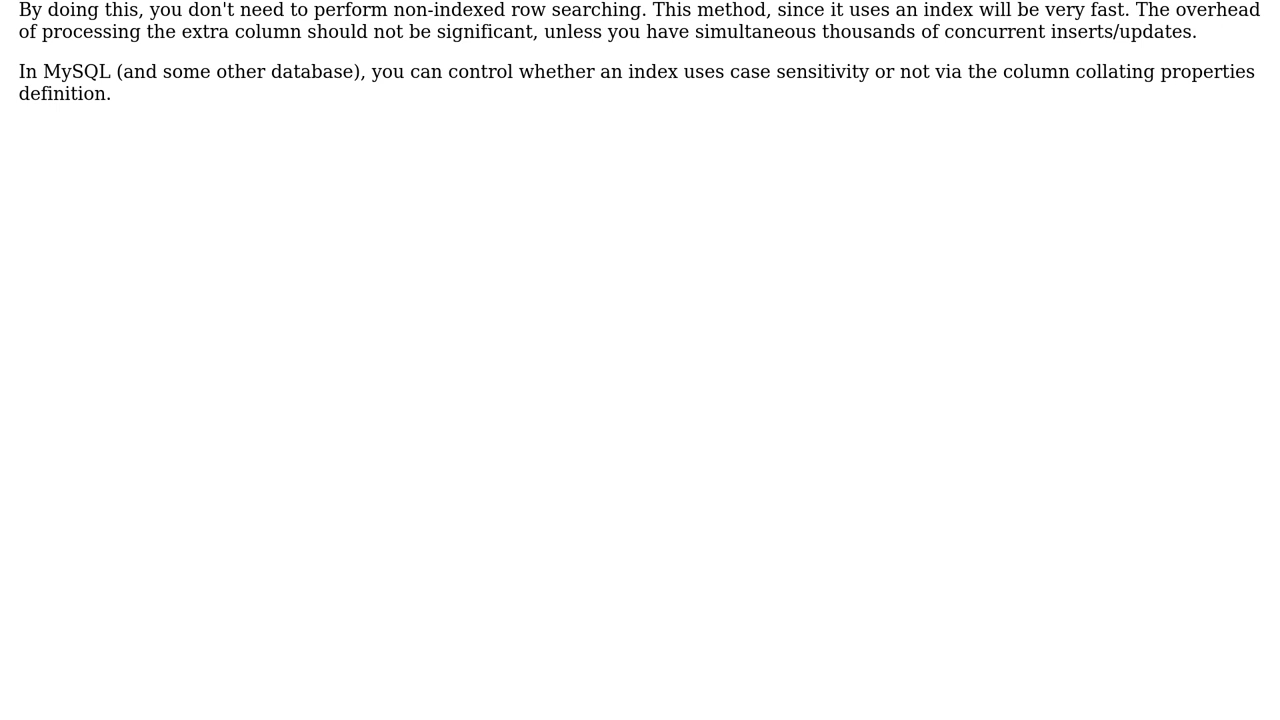 By doing this, you don't need to perform non-indexed row searching. This method, since it uses an index will be very fast. The overhead
of processing the extra column should not be significant, unless you have simultaneous thousands of concurrent inserts/updates.
In MySQL (and some other database), you can control whether an index uses case sensitivity or not via the column collating properties
definition.